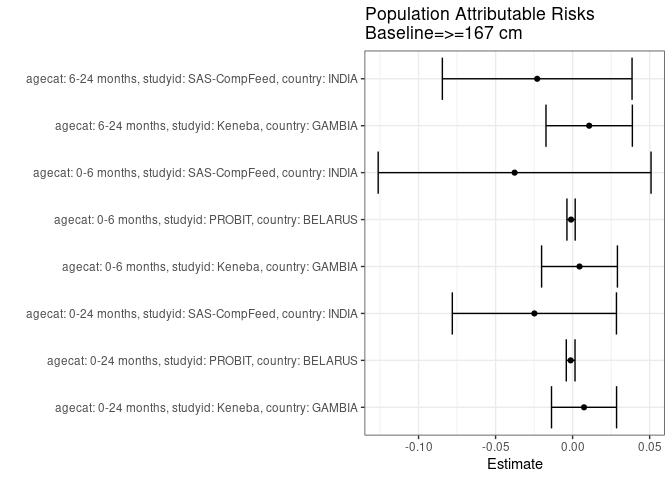 Population Attributable Risks
Baseline=>=167 cm
agecat: 6-24 months, studyid: SAS-CompFeed, country: INDIA
agecat: 6-24 months, studyid: Keneba, country: GAMBIA
agecat: 0-6 months, studyid: SAS-CompFeed, country: INDIA
agecat: 0-6 months, studyid: PROBIT, country: BELARUS
agecat: 0-6 months, studyid: Keneba, country: GAMBIA
agecat: 0-24 months, studyid: SAS-CompFeed, country: INDIA
agecat: 0-24 months, studyid: PROBIT, country: BELARUS
agecat: 0-24 months, studyid: Keneba, country: GAMBIA
-0.10 -0.05 0.00 0.05
Estimate